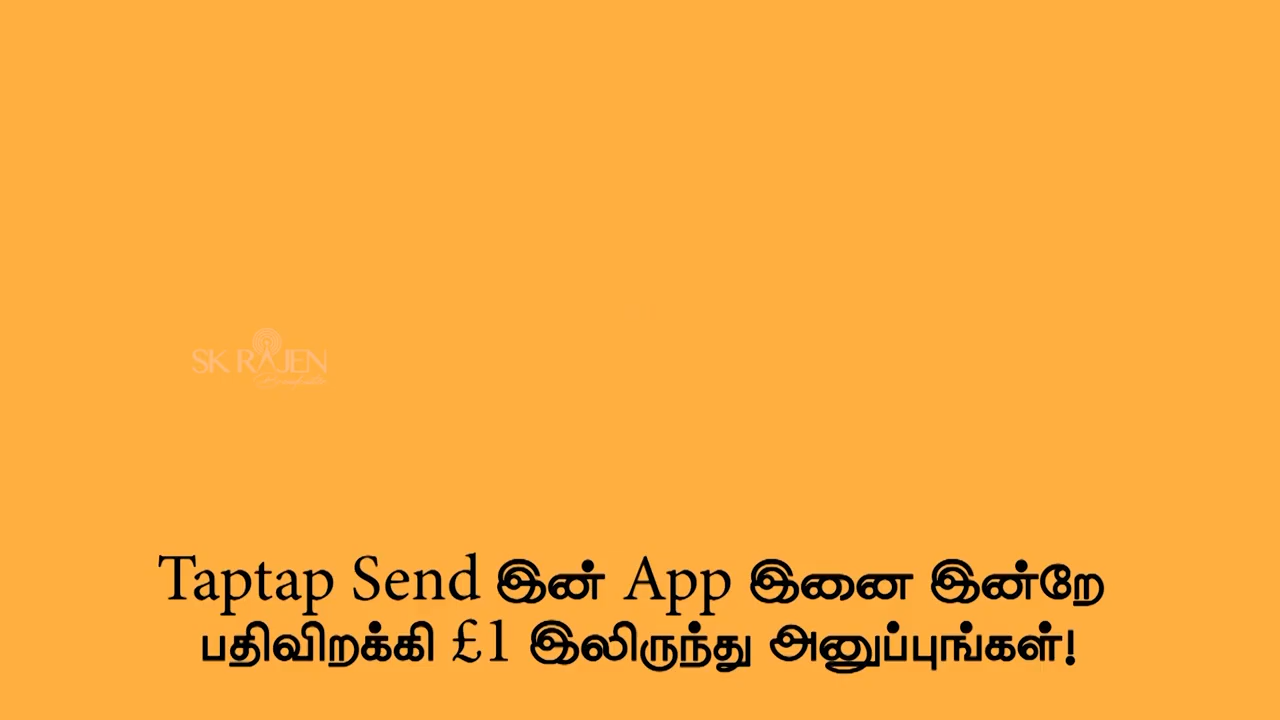 SK RAJEN
Taptap Send இன் App இனை இன்றே
பதிவிறக்கி £1 இலிருந்து அனுப்புங்கள்!